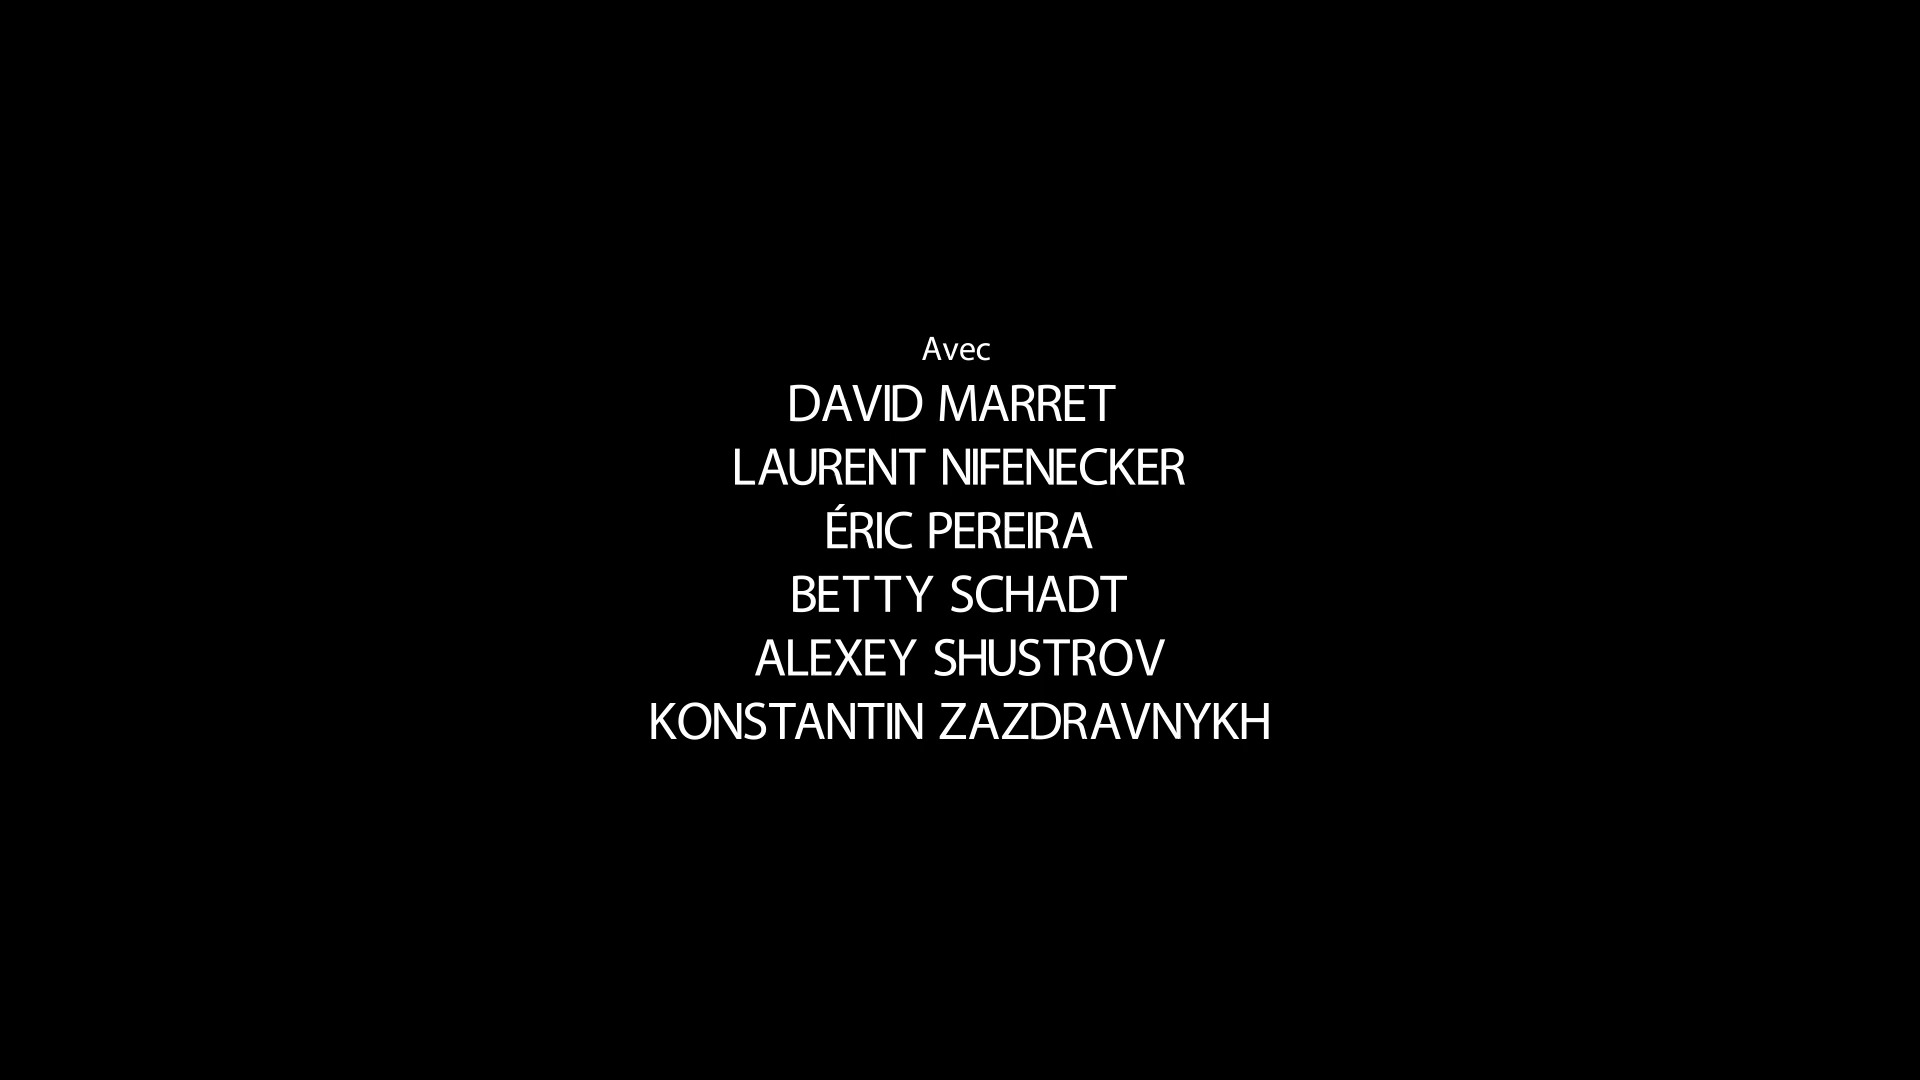 Avec
DAVID MARRET
LAURENT NIFENECKER
ÉRIC PEREIRA
BETTY SCHADT
ALEXEY SHUSTROV
KONSTANTIN ZAZDRAVNYKH